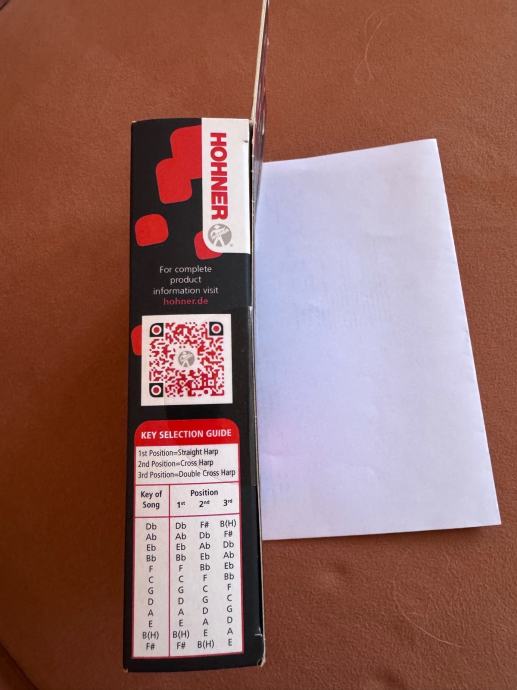 HOHNER
For complete
product
information visit
hohner.de
KEY SELECTION GUIDE
1st Position=Straight Harp
2nd Position=Cross Harp
3rd Position=Double Cross Harp
Key of Song Position
1st 2nd 3rd
Db Db F# B(H)
Ab Ab Db F#
Eb Eb Ab Db
Bb Bb Eb Ab
F F Bb Eb
C C F Bb
G G C F
D D G C
A A D G
E E A D
B(H) B(H) E A
F# F# B(H) E